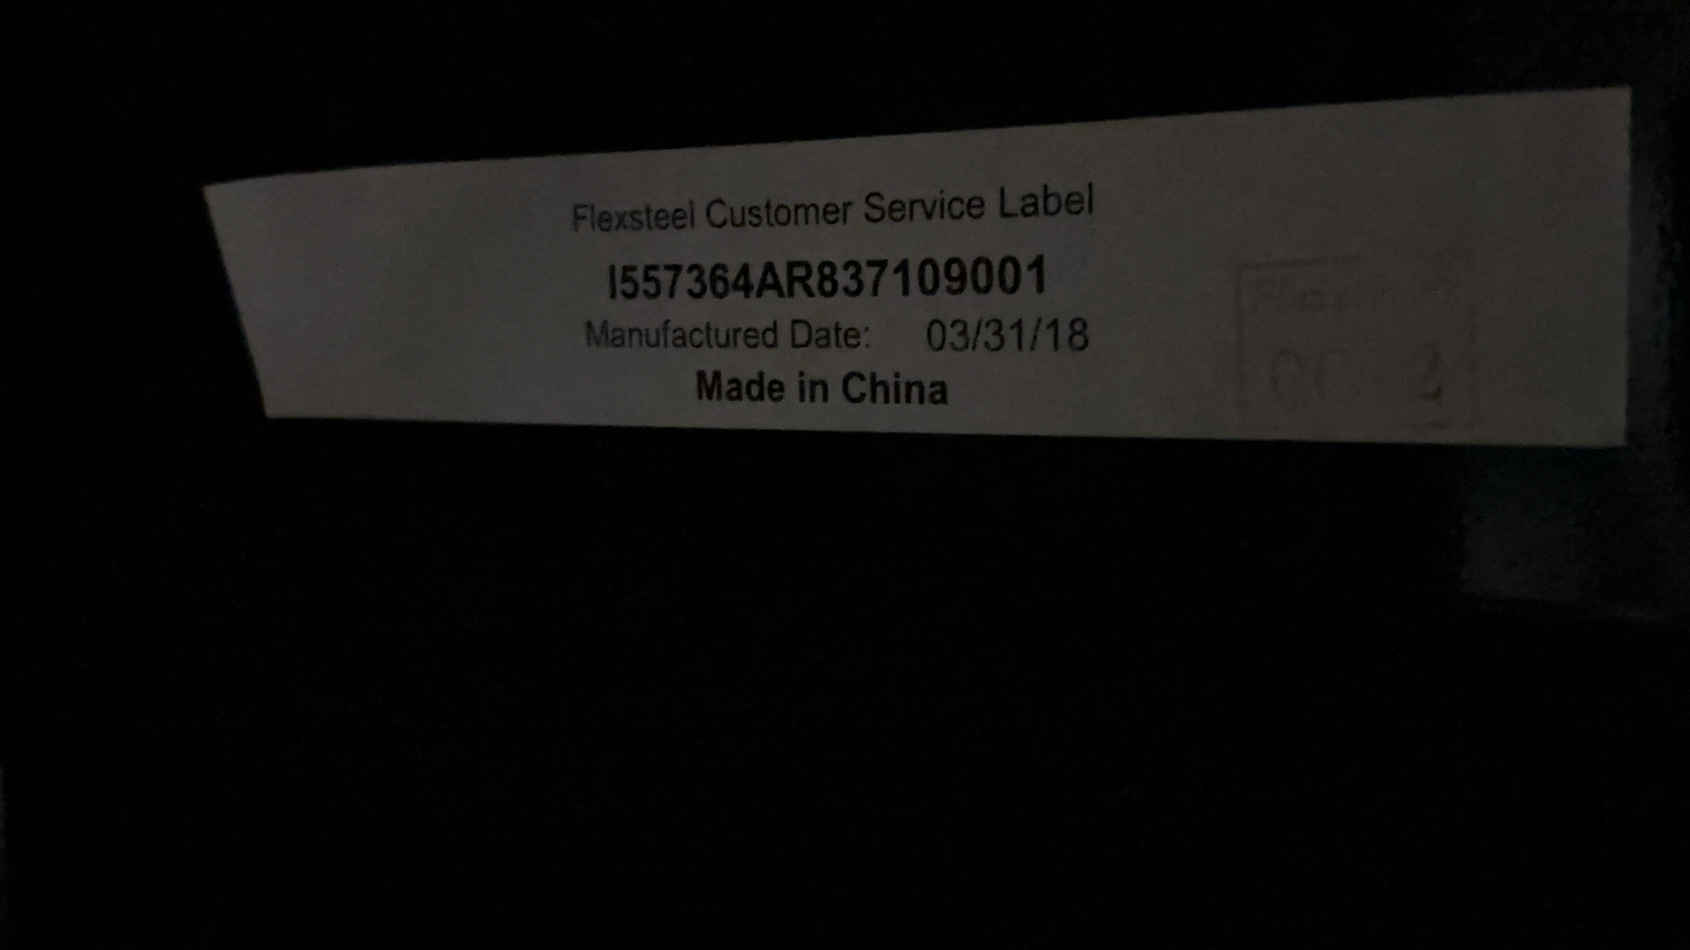 Flexsteel Customer Service Label
I557364AR837109001
Manufactured Date: 03/31/18
Made in China